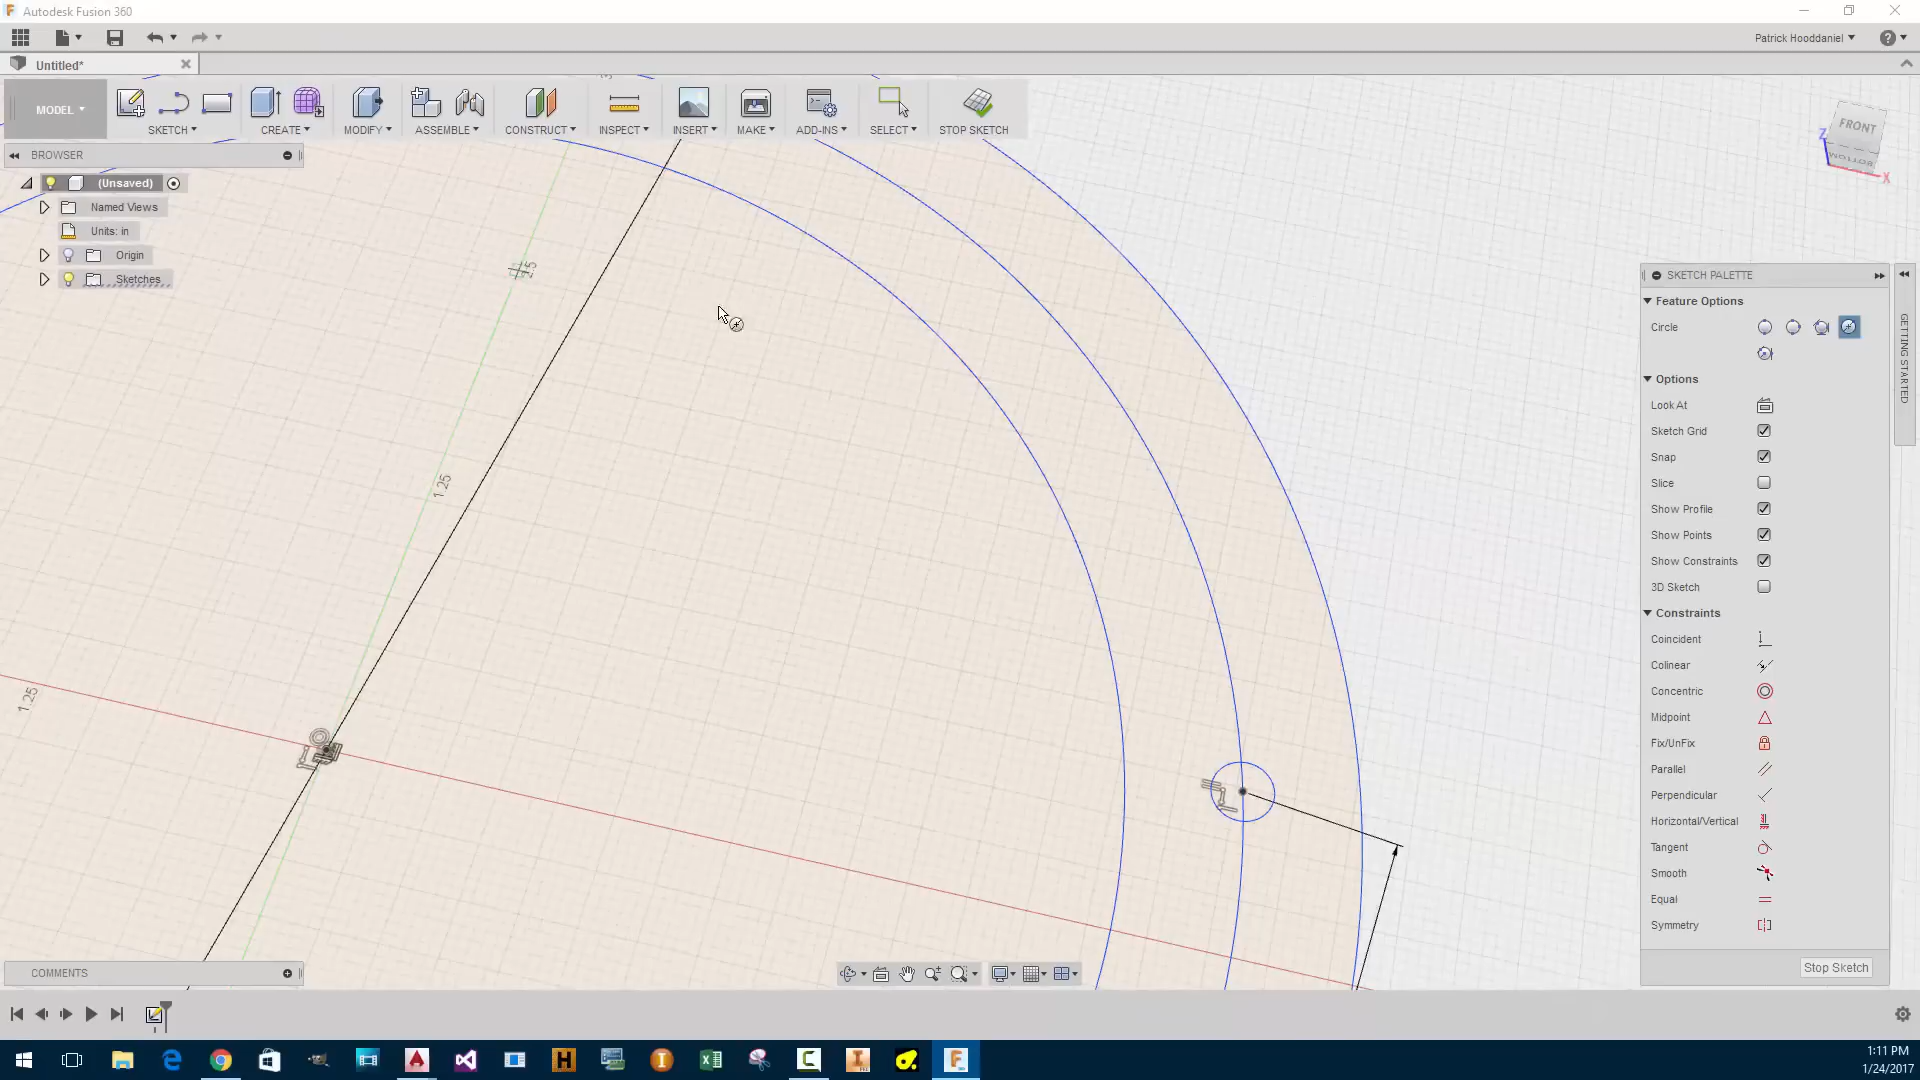 Autodesk Fusion 360
Patrick Hooddaniel
Untitled*
MODEL
SKETCH
CREATE
MODIFY
ASSEMBLE
CONSTRUCT
INSPECT
INSERT
MAKE
ADD-INS
SELECT
STOP SKETCH
FRONT
BOTTOM
Z
X
BROWSER
(Unsaved)
Named Views
Units: in
Origin
Sketches
2.5
1.25
1.25
SKETCH PALETTE
Feature Options
Circle
Options
Look At
Sketch Grid
Snap
Slice
Show Profile
Show Points
Show Constraints
3D Sketch
Constraints
Coincident
Colinear
Concentric
Midpoint
Fix/UnFix
Parallel
Perpendicular
Horizontal/Vertical
Tangent
Smooth
Equal
Symmetry
Stop Sketch
GETTING STARTED
COMMENTS
1:11 PM
1/24/2017